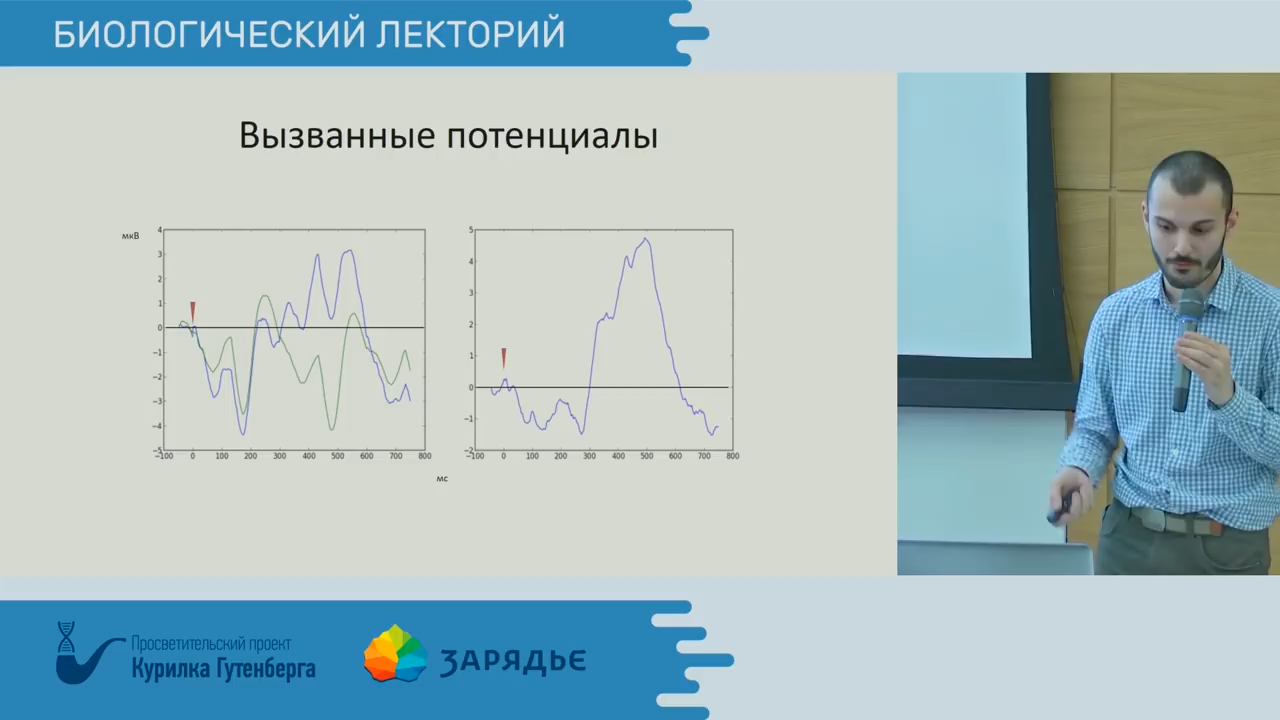 БИОЛОГИЧЕСКИЙ ЛЕКТОРИЙ
Вызванные потенциалы
мкВ
4
3
2
1
0
−1
−2
−3
−4
−5
−100 0 100 200 300 400 500 600 700 800
5
4
3
2
1
0
−1
−2
−100 0 100 200 300 400 500 600 700 800
мс
Просветительский проект
Курилка Гутенберга
ЗАРЯДЬЕ